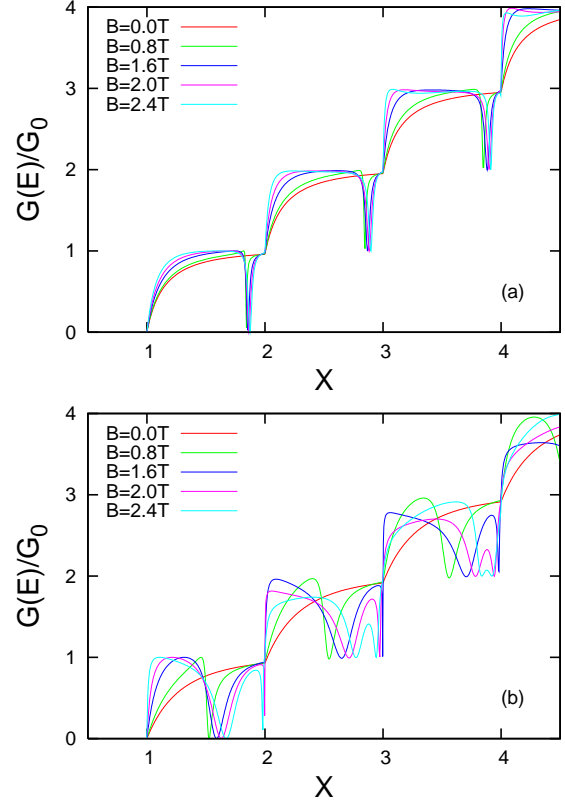 4
3
2
1
0
G(E)/G0
B=0.0T
B=0.8T
B=1.6T
B=2.0T
B=2.4T
(a)
1 2 3 4
X
4
3
2
1
0
G(E)/G0
B=0.0T
B=0.8T
B=1.6T
B=2.0T
B=2.4T
(b)
1 2 3 4
X